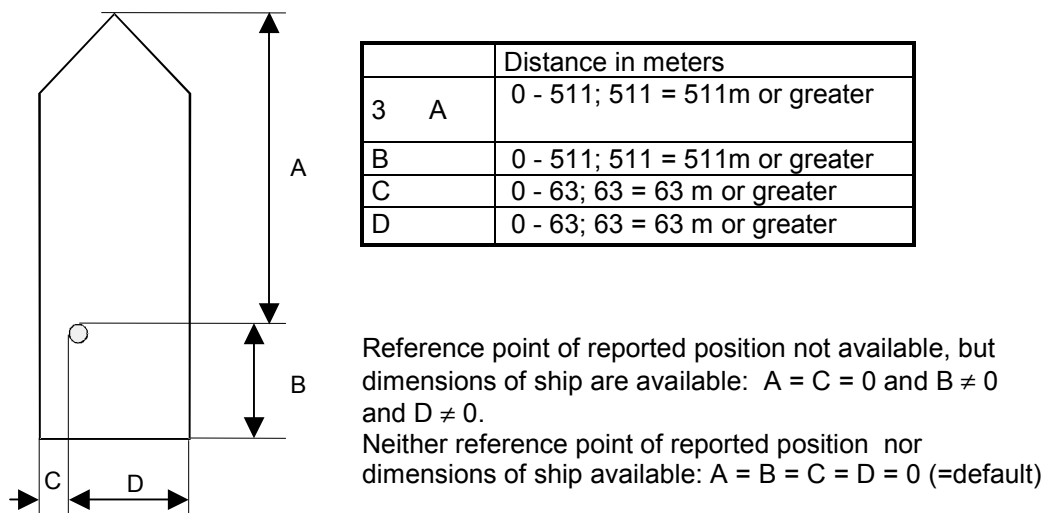 A
B
C D
Distance in meters
3 A 0 - 511; 511 = 511m or greater
B 0 - 511; 511 = 511m or greater
C 0 - 63; 63 = 63 m or greater
D 0 - 63; 63 = 63 m or greater
Reference point of reported position not available, but
dimensions of ship are available: A = C = 0 and B ≠ 0
and D ≠ 0.
Neither reference point of reported position nor
dimensions of ship available: A = B = C = D = 0 (=default)